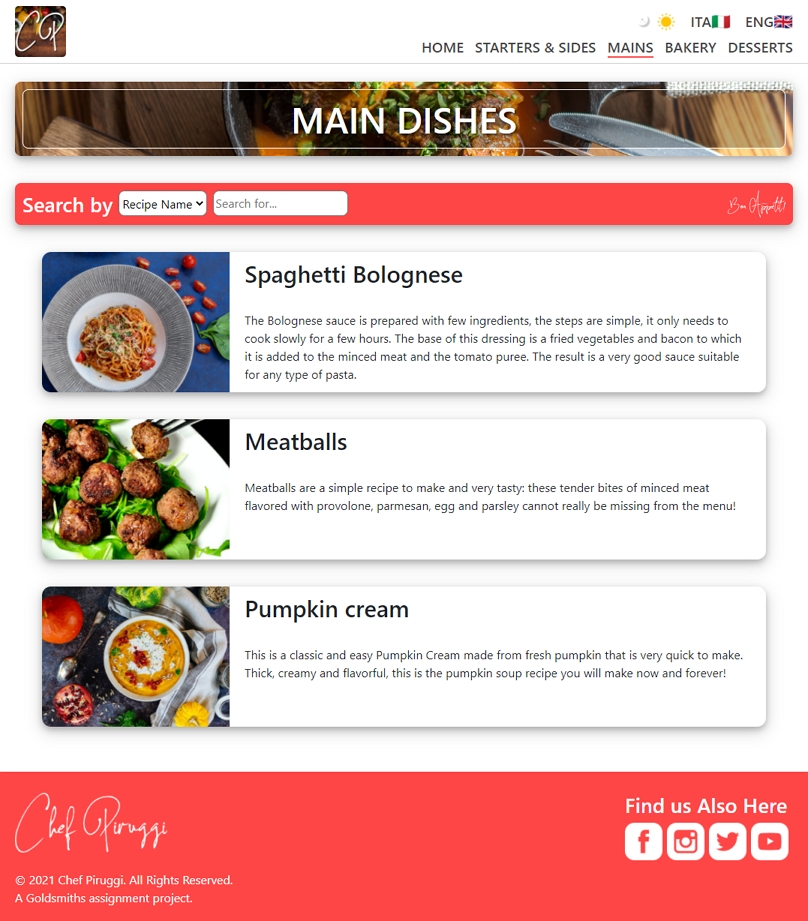 CGP
ITA ENG
HOME STARTERS & SIDES MAINS BAKERY DESSERTS
MAIN DISHES
Search by Recipe Name Search for... Bon Appetit!
Spaghetti Bolognese
The Bolognese sauce is prepared with few ingredients, the steps are simple, it only needs to
cook slowly for a few hours. The base of this dressing is a fried vegetables and bacon to which
it is added to the minced meat and the tomato puree. The result is a very good sauce suitable
for any type of pasta.
Meatballs
Meatballs are a simple recipe to make and very tasty: these tender bites of minced meat
flavored with provolone, parmesan, egg and parsley cannot really be missing from the menu!
Pumpkin cream
This is a classic and easy Pumpkin Cream made from fresh pumpkin that is very quick to make.
Thick, creamy and flavorful, this is the pumpkin soup recipe you will make now and forever!
Chef Piruggi
Find us Also Here
© 2021 Chef Piruggi. All Rights Reserved.
A Goldsmiths assignment project.